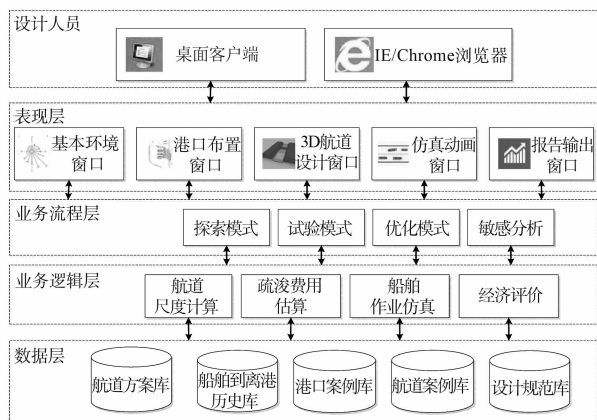 设计人员
桌面客户端
IE/Chrome浏览器
表现层
基本环境
窗口
港口布置
窗口
3D航道
设计窗口
仿真动画
窗口
报告输出
窗口
业务流程层
探索模式
试验模式
优化模式
敏感分析
业务逻辑层
航道
尺度计算
疏浚费用
估算
船舶
作业仿真
经济评价
数据层
航道方案库
船舶到离港
历史库
港口案例库
航道案例库
设计规范库